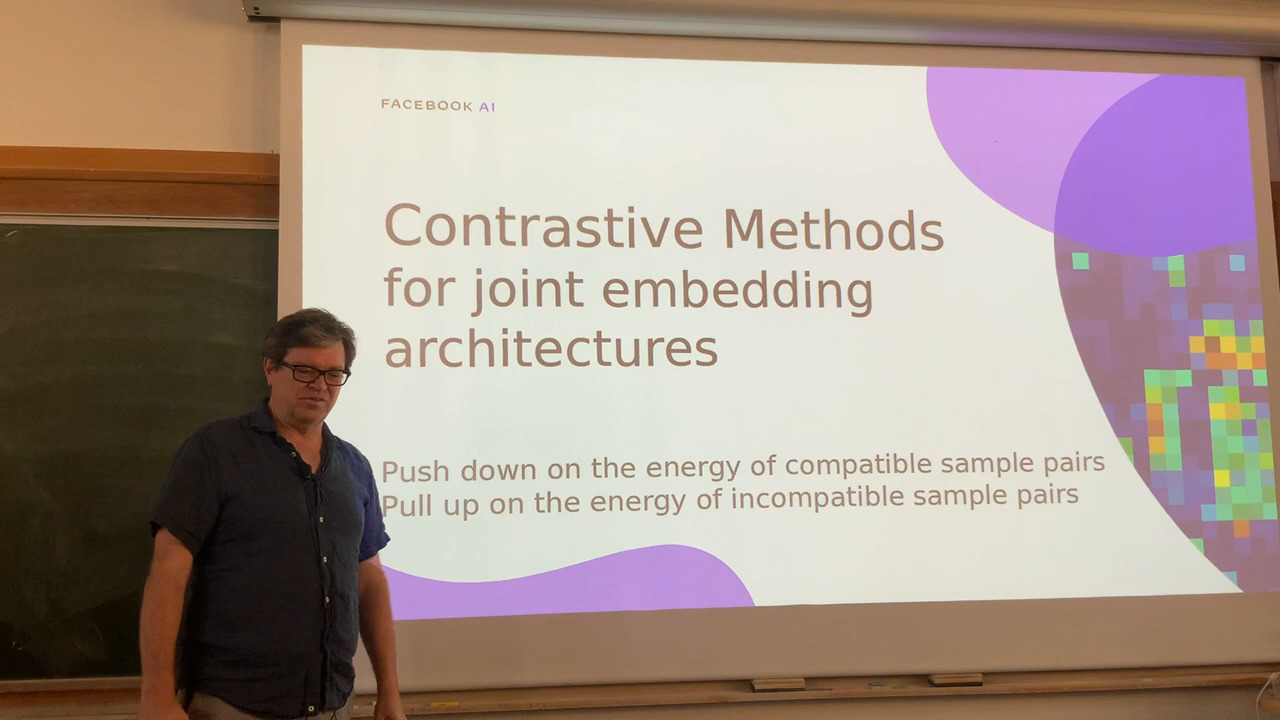 FACEBOOK AI
Contrastive Methods
for joint embedding
architectures
Push down on the energy of compatible sample pairs
Pull up on the energy of incompatible sample pairs